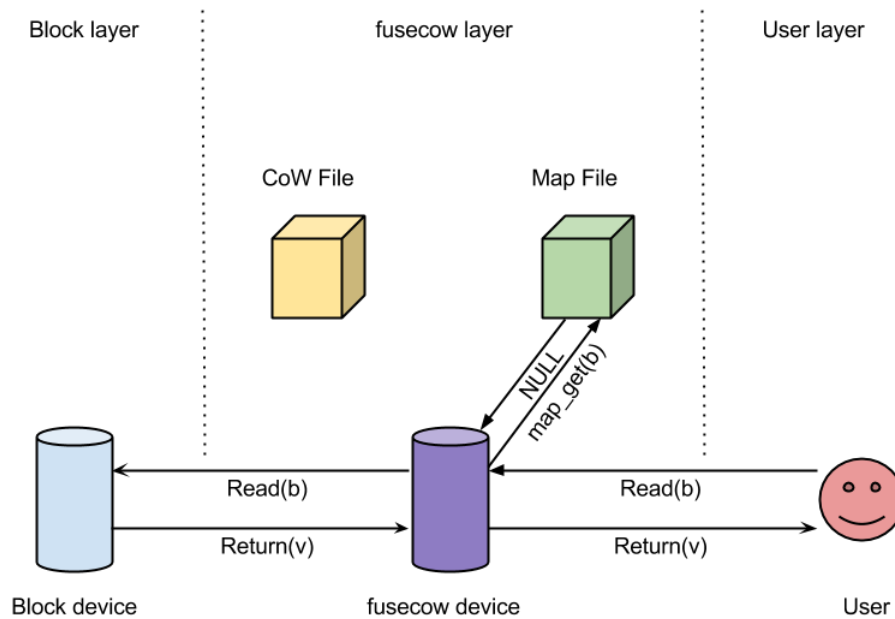 Block layer
fusecow layer
User layer
CoW File
Map File
NULL
map_get(b)
Read(b)
Read(b)
Return(v)
Return(v)
Block device
fusecow device
User